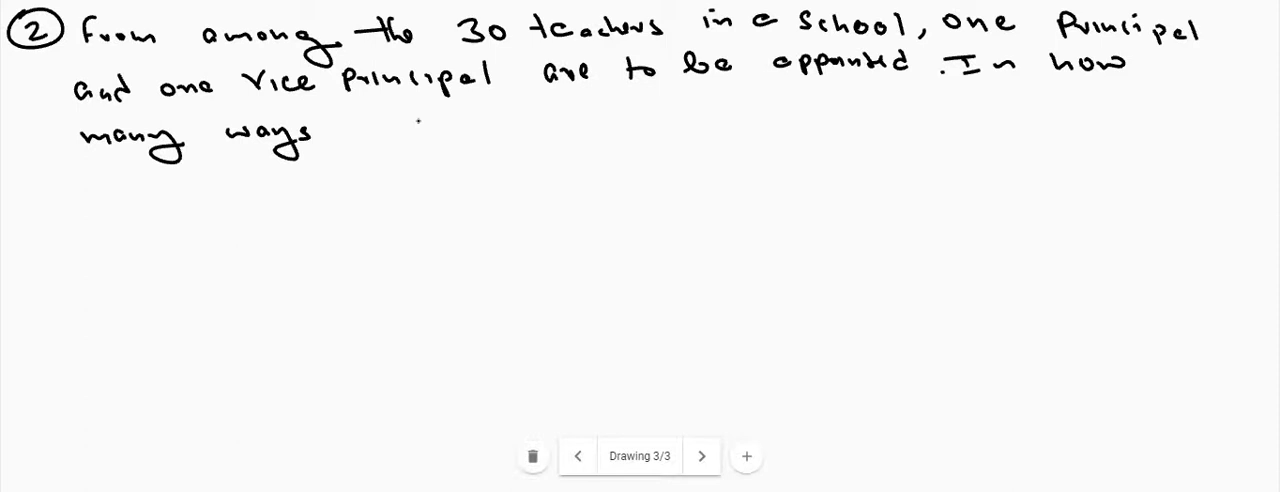 ② From among the 30 teachers in a School, one Principal
and one Vice Principal are to be appointed . In how
many ways
Drawing 3/3